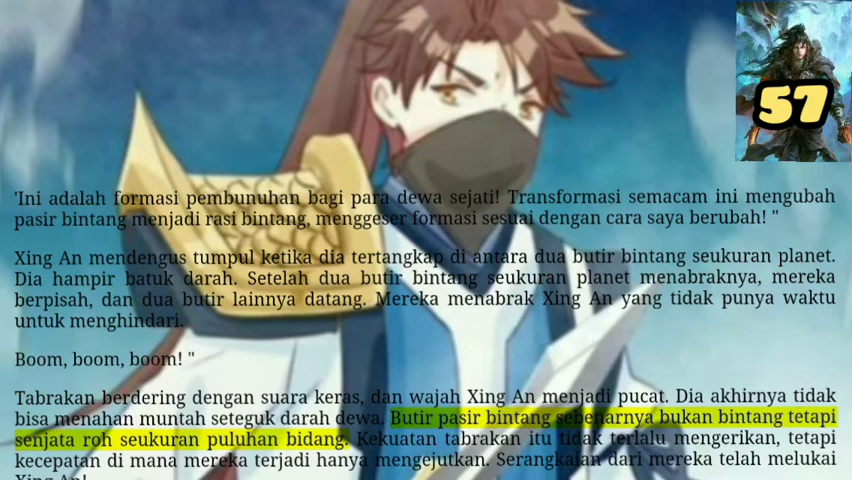 57
'Ini adalah formasi pembunuhan bagi para dewa sejati! Transformasi semacam ini mengubah
pasir bintang menjadi rasi bintang, menggeser formasi sesuai dengan cara saya berubah! "
Xing An mendengus tumpul ketika dia tertangkap di antara dua butir bintang seukuran planet.
Dia hampir batuk darah. Setelah dua butir bintang seukuran planet menabraknya, mereka
berpisah, dan dua butir lainnya datang. Mereka menabrak Xing An yang tidak punya waktu
untuk menghindari.
Boom, boom, boom! "
Tabrakan berdering dengan suara keras, dan wajah Xing An menjadi pucat. Dia akhirnya tidak
bisa menahan muntah seteguk darah dewa. Butir pasir bintang sebenarnya bukan bintang tetapi
senjata roh seukuran puluhan bidang. Kekuatan tabrakan itu tidak terlalu mengerikan, tetapi
kecepatan di mana mereka terjadi hanya mengejutkan. Serangkaian dari mereka telah melukai
Xing An!